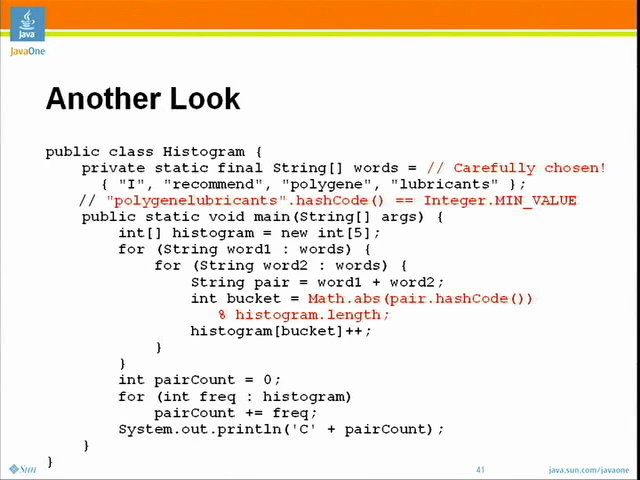 Java
JavaOne
Another Look
public class Histogram {
private static final String[] words = // Carefully chosen!
{ "I", "recommend", "polygene", "lubricants" };
// "polygenelubricants".hashCode() == Integer.MIN_VALUE
public static void main(String[] args) {
int[] histogram = new int[5];
for (String word1 : words) {
for (String word2 : words) {
String pair = word1 + word2;
int bucket = Math.abs(pair.hashCode())
% histogram.length;
histogram[bucket]++;
}
}
int pairCount = 0;
for (int freq : histogram)
pairCount += freq;
System.out.println('C' + pairCount);
}
}
Sun
41
java.sun.com/javaone